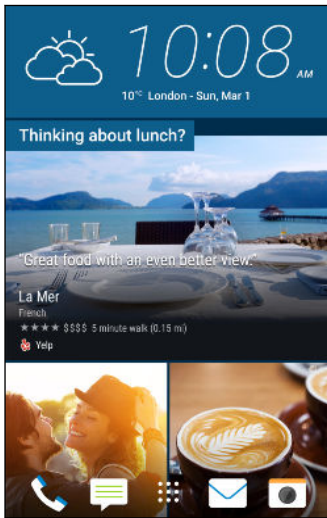 10:08 AM
10°C London - Sun, Mar 1
Thinking about lunch?
"Great food with an even better view."
La Mer
French
★★★★ $$$$ 5 minute walk (0.15 mi)
Yelp